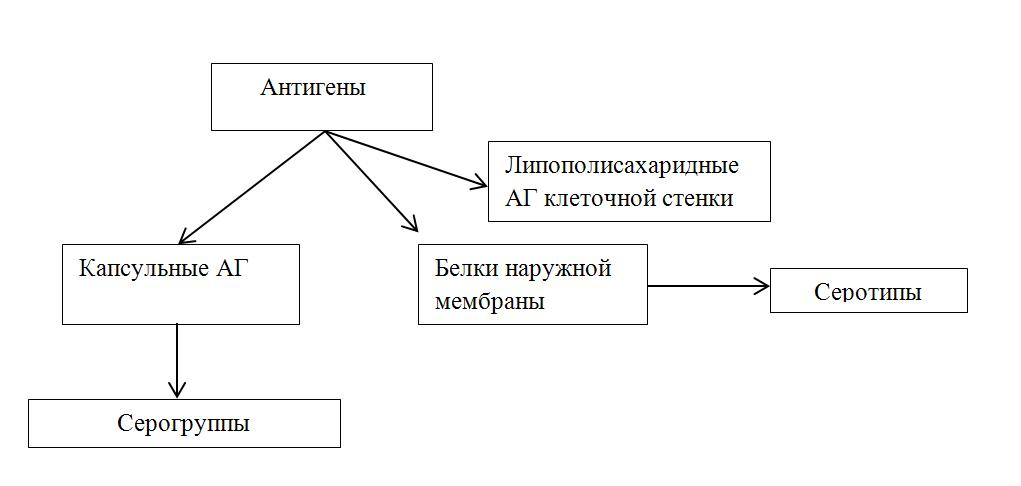 Антигены
Липополисахаридные
АГ клеточной стенки
Капсульные АГ
Белки наружной
мембраны
Серотипы
Серогруппы